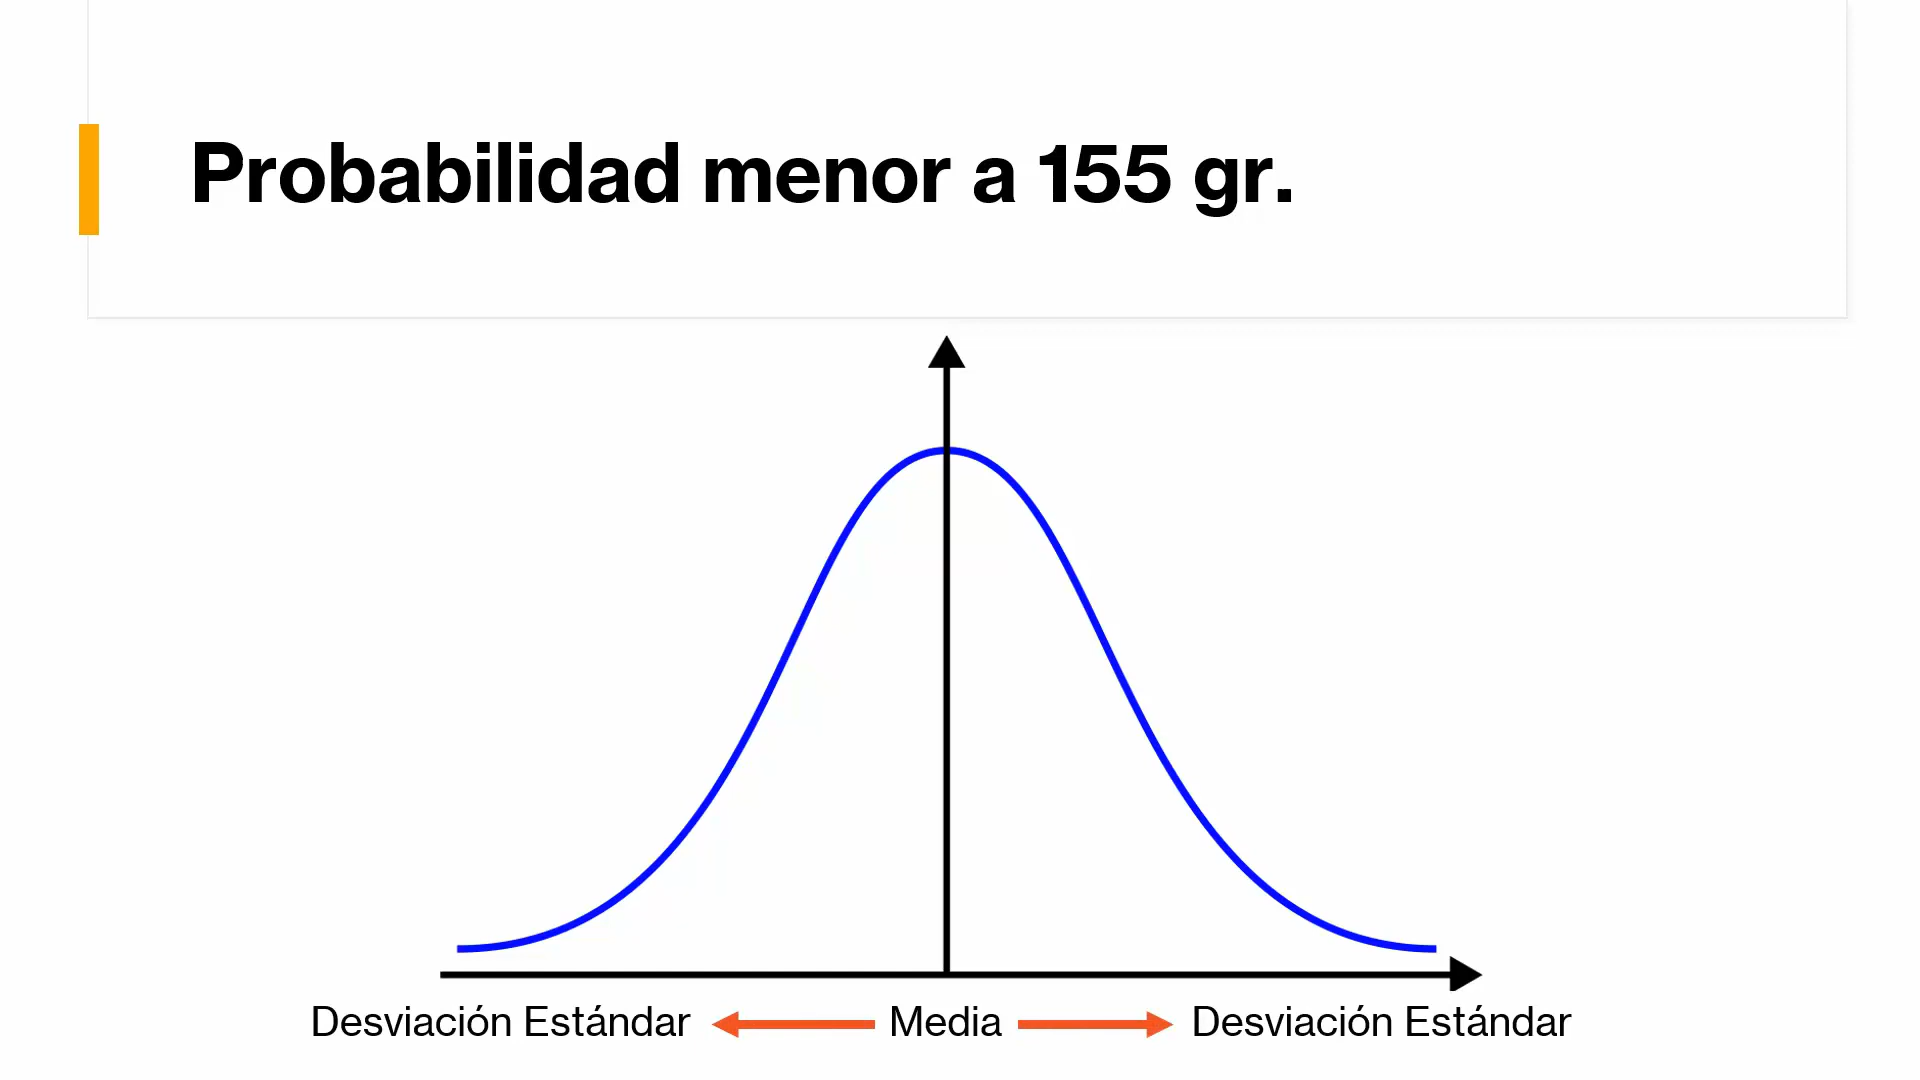 Probabilidad menor a 155 gr.
Desviación Estándar Media Desviación Estándar